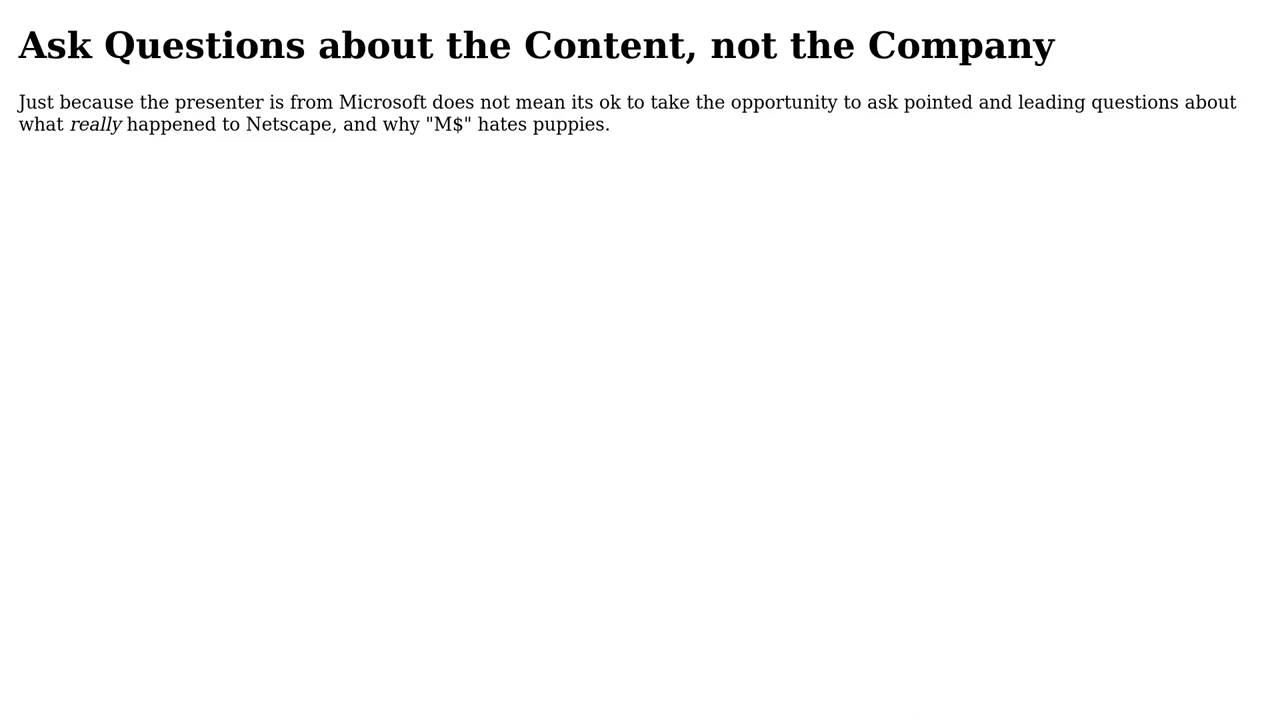 Ask Questions about the Content, not the Company
Just because the presenter is from Microsoft does not mean its ok to take the opportunity to ask pointed and leading questions about
what really happened to Netscape, and why "M$" hates puppies.